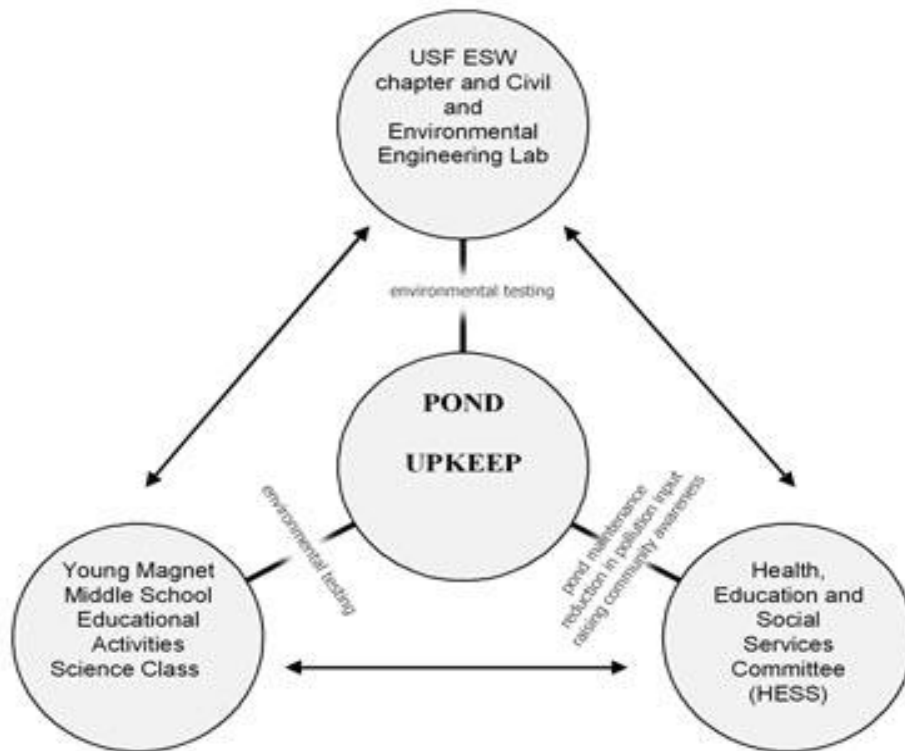 USF ESW
chapter and Civil
and
Environmental
Engineering Lab
environmental testing
POND
UPKEEP
environmental testing
pond maintenance
reduction in pollution input
raising community awareness
Young Magnet
Middle School
Educational
Activities
Science Class
Health,
Education and
Social
Services
Committee
(HESS)